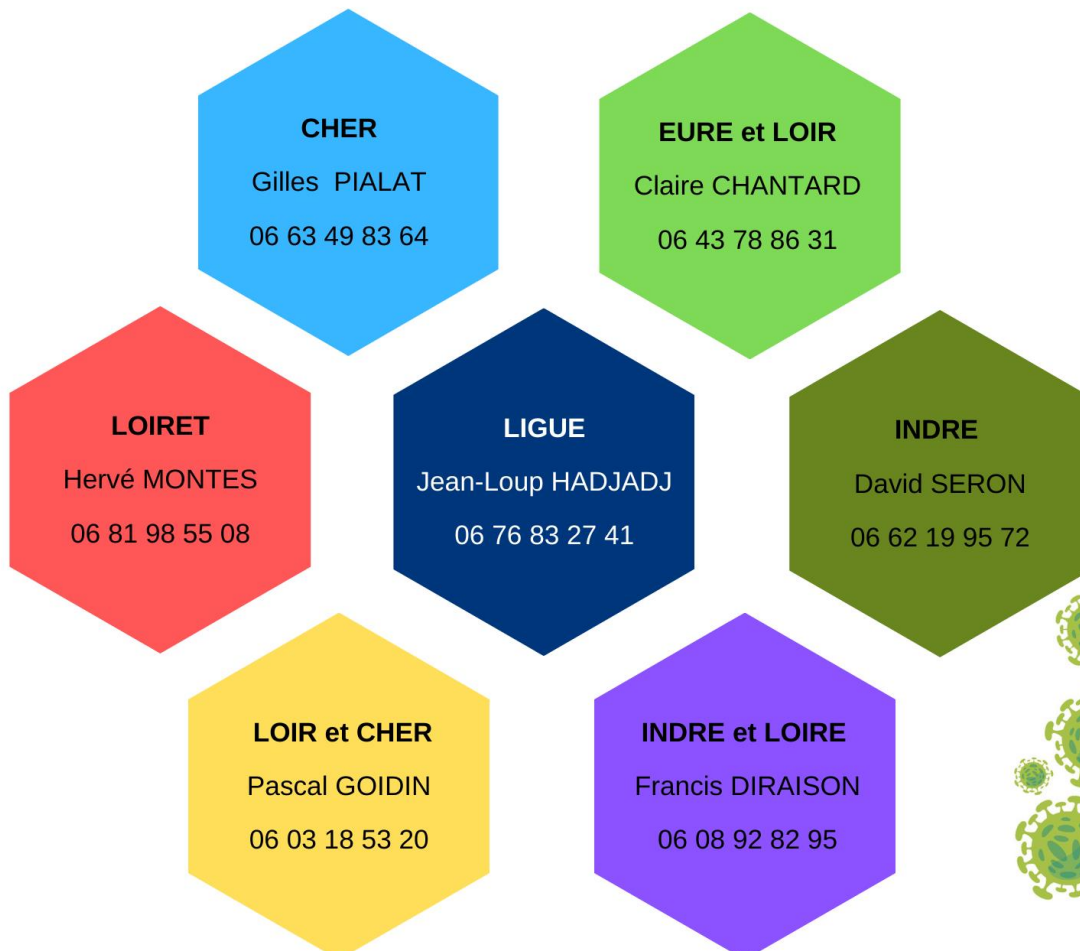 CHER
Gilles PIALAT
06 63 49 83 64
EURE et LOIR
Claire CHANTARD
06 43 78 86 31
LOIRET
Hervé MONTES
06 81 98 55 08
LIGUE
Jean-Loup HADJADJ
06 76 83 27 41
INDRE
David SERON
06 62 19 95 72
LOIR et CHER
Pascal GOIDIN
06 03 18 53 20
INDRE et LOIRE
Francis DIRAISON
06 08 92 82 95